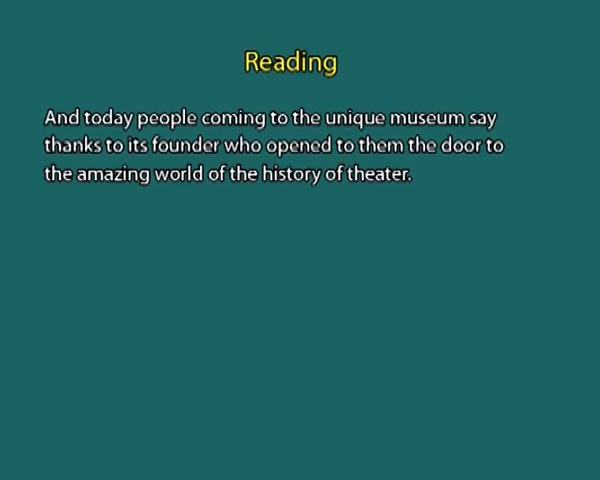 Reading
And today people coming to the unique museum say
thanks to its founder who opened to them the door to
the amazing world of the history of theater.